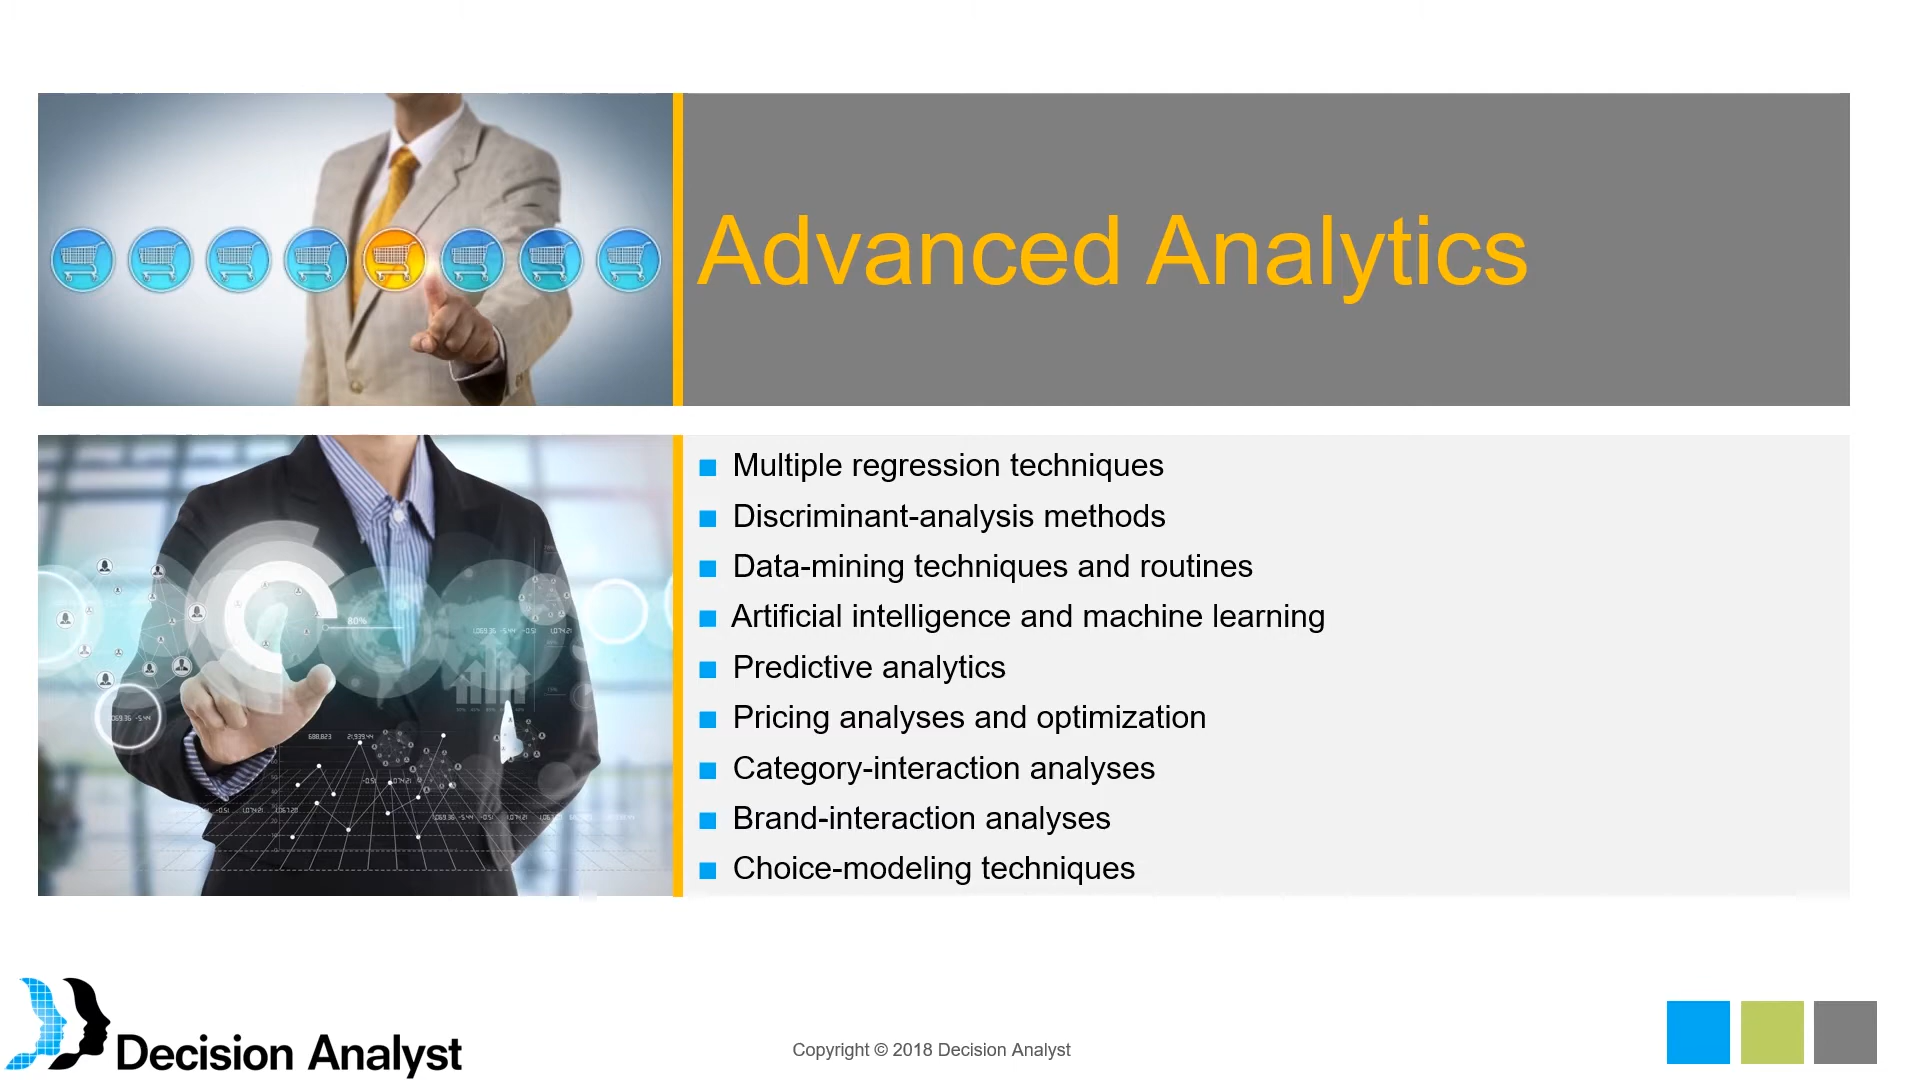 Advanced Analytics
Multiple regression techniques
Discriminant-analysis methods
Data-mining techniques and routines
Artificial intelligence and machine learning
Predictive analytics
Pricing analyses and optimization
Category-interaction analyses
Brand-interaction analyses
Choice-modeling techniques
80%
Decision Analyst
Copyright © 2018 Decision Analyst